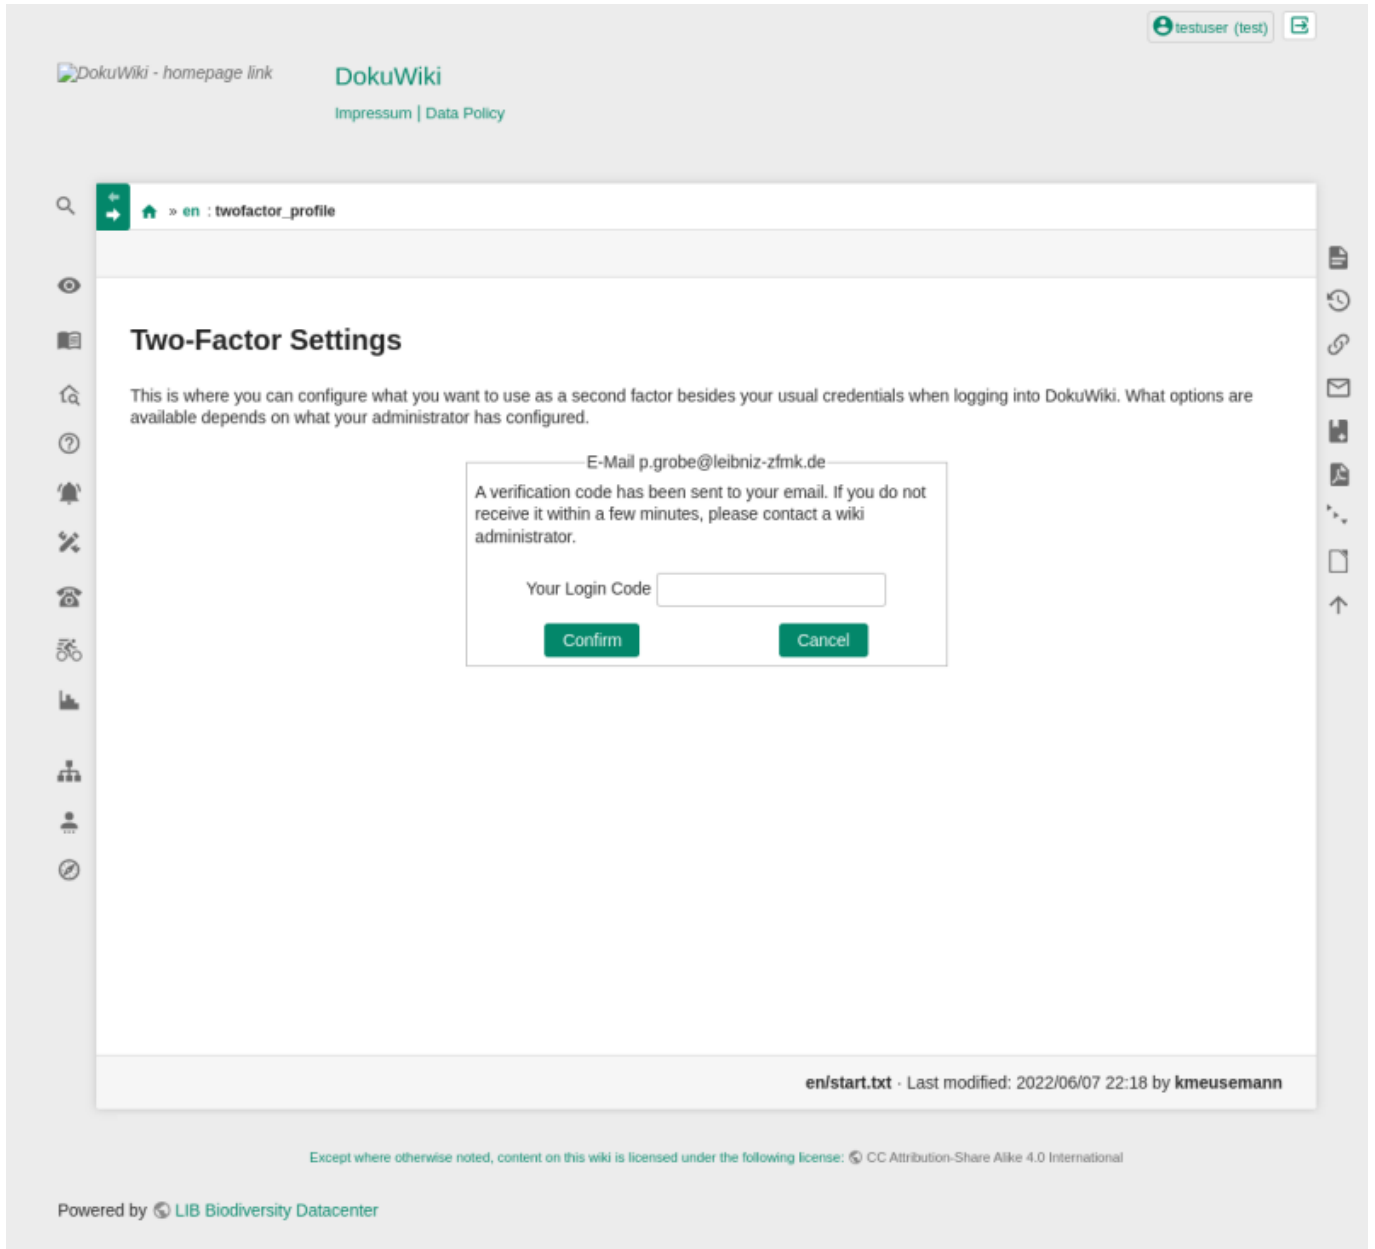 testuser (test)
DokuWiki - homepage link
DokuWiki
Impressum | Data Policy
» en : twofactor_profile
Two-Factor Settings
This is where you can configure what you want to use as a second factor besides your usual credentials when logging into DokuWiki. What options are
available depends on what your administrator has configured.
E-Mail p.grobe@leibniz-zfmk.de
A verification code has been sent to your email. If you do not
receive it within a few minutes, please contact a wiki
administrator.
Your Login Code
Confirm Cancel
en/start.txt · Last modified: 2022/06/07 22:18 by kmeusemann
Except where otherwise noted, content on this wiki is licensed under the following license: CC Attribution-Share Alike 4.0 International
Powered by LIB Biodiversity Datacenter